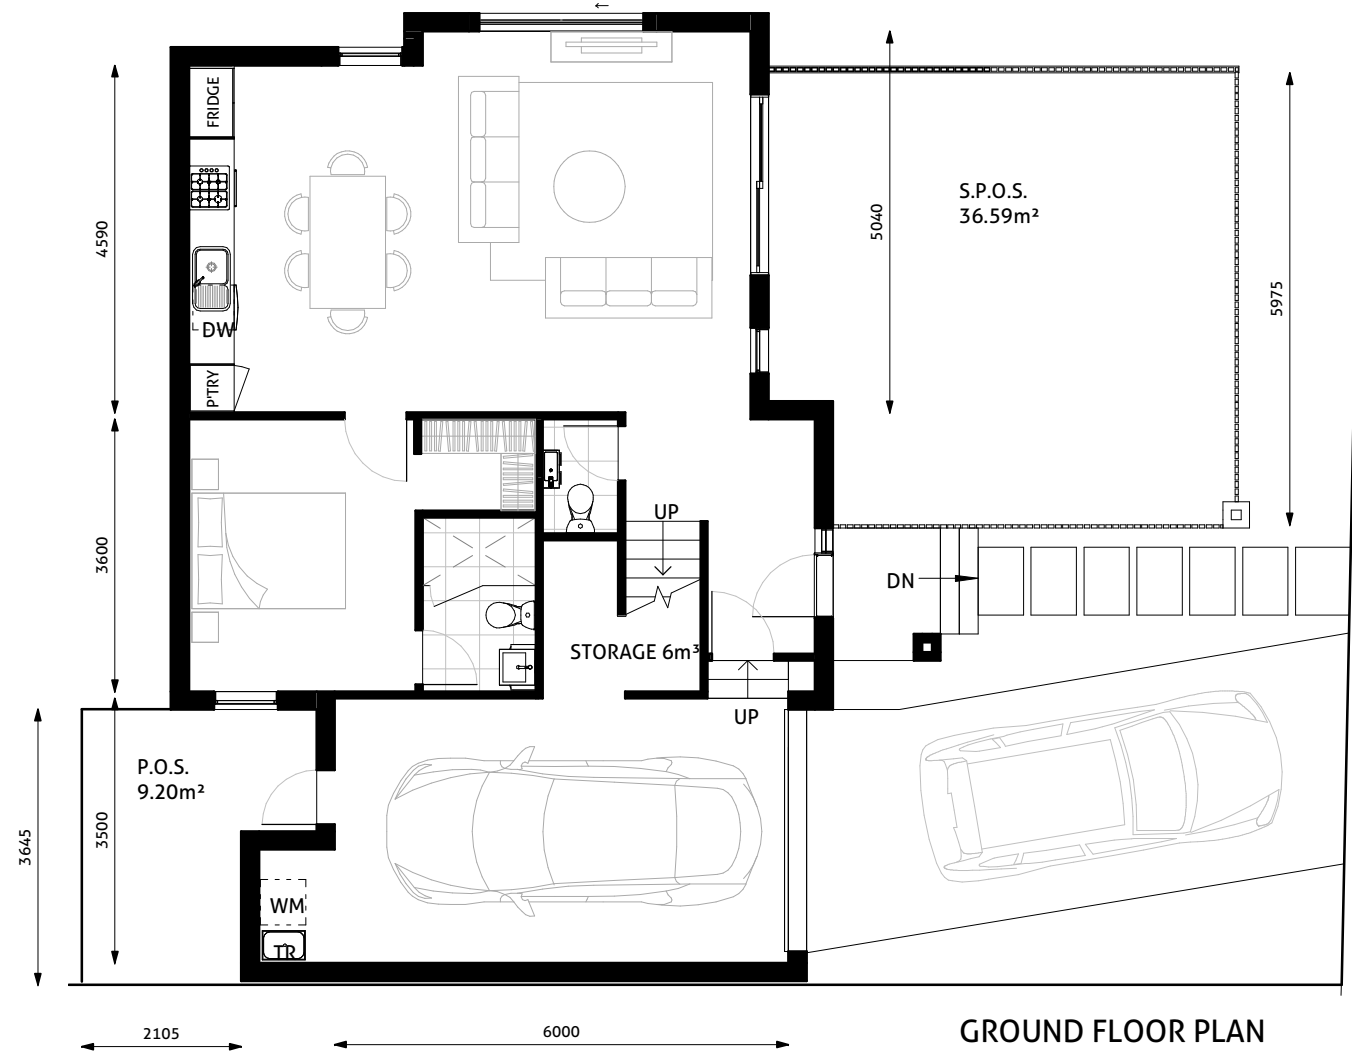 ←
FRIDGE
4590
DW
P'TRY
S.P.O.S.
36.59m²
5040
5975
3600
UP
DN
STORAGE 6m³
UP
P.O.S.
9.20m²
3500
3645
WM
TR
2105
6000
GROUND FLOOR PLAN